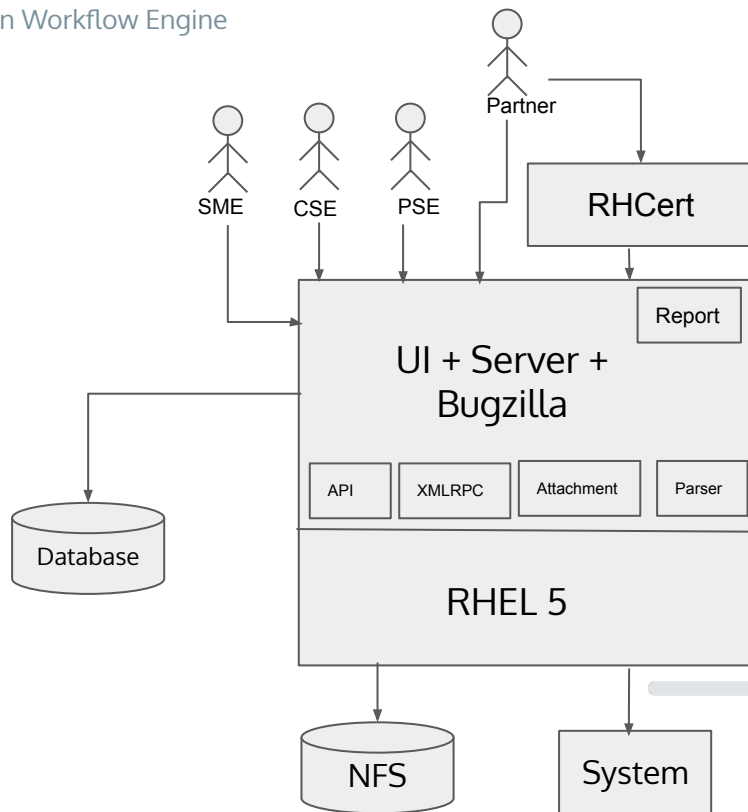 n Workflow Engine
Partner
SME
CSE
PSE
RHCert
Report
UI + Server +
Bugzilla
API
XMLRPC
Attachment
Parser
Database
RHEL 5
NFS
System